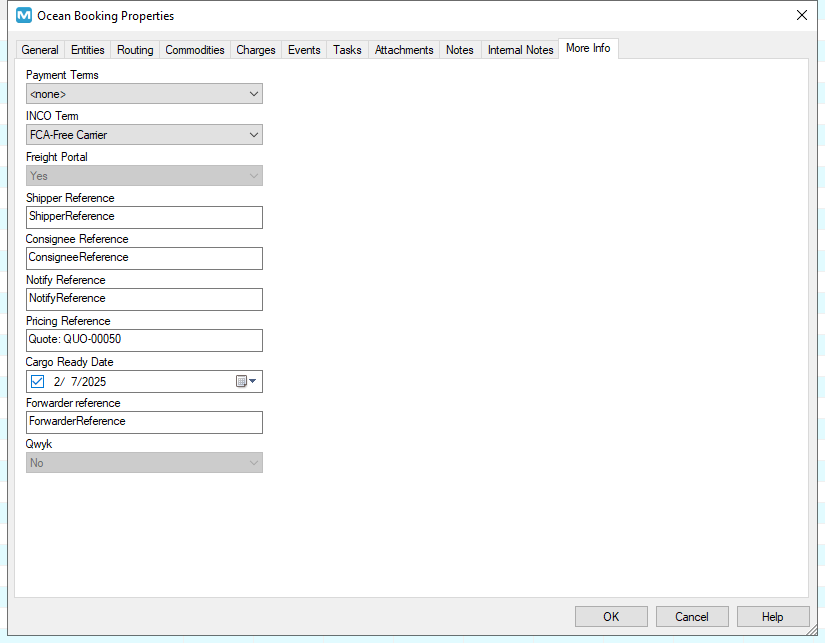 M Ocean Booking Properties
General Entities Routing Commodities Charges Events Tasks Attachments Notes Internal Notes More Info
Payment Terms
<none>
INCO Term
FCA-Free Carrier
Freight Portal
Yes
Shipper Reference
ShipperReference
Consignee Reference
ConsigneeReference
Notify Reference
NotifyReference
Pricing Reference
Quote: QUO-00050
Cargo Ready Date
2/ 7/2025
Forwarder reference
ForwarderReference
Qwyk
No
OK Cancel Help